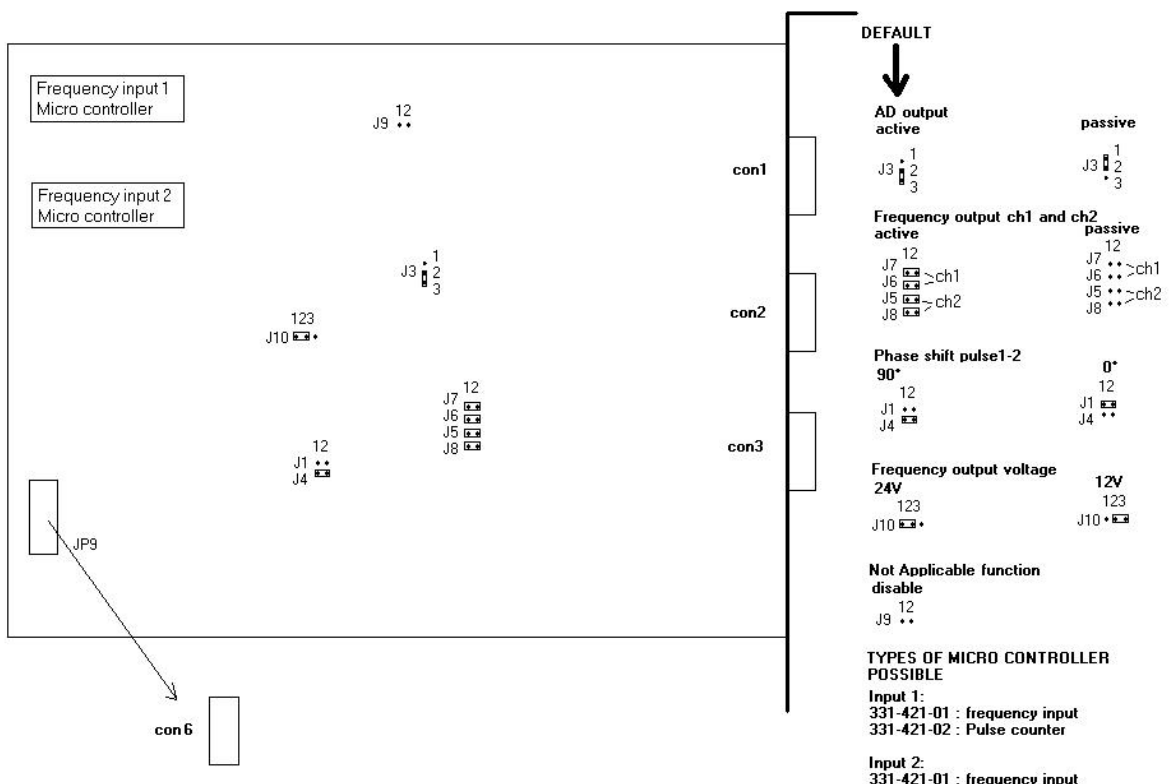 Frequency input 1
Micro controller
Frequency input 2
Micro controller
12
J9
J3
1
2
3
123
J10
12
J7
J6
J5
J8
12
J1
J4
JP9
con6
con1
con2
con3
DEFAULT
AD output
active
J3
1
2
3
passive
J3
1
2
3
Frequency output ch1 and ch2
active
12
J7
J6
ch1
J5
J8
ch2
passive
12
J7
J6
ch1
J5
J8
ch2
Phase shift pulse1-2
90°
12
J1
J4
0°
12
J1
J4
Frequency output voltage
24V
123
J10
12V
123
J10
Not Applicable function
disable
12
J9
TYPES OF MICRO CONTROLLER
POSSIBLE
Input 1:
331-421-01 : frequency input
331-421-02 : Pulse counter
Input 2:
331-421-01 : frequency input